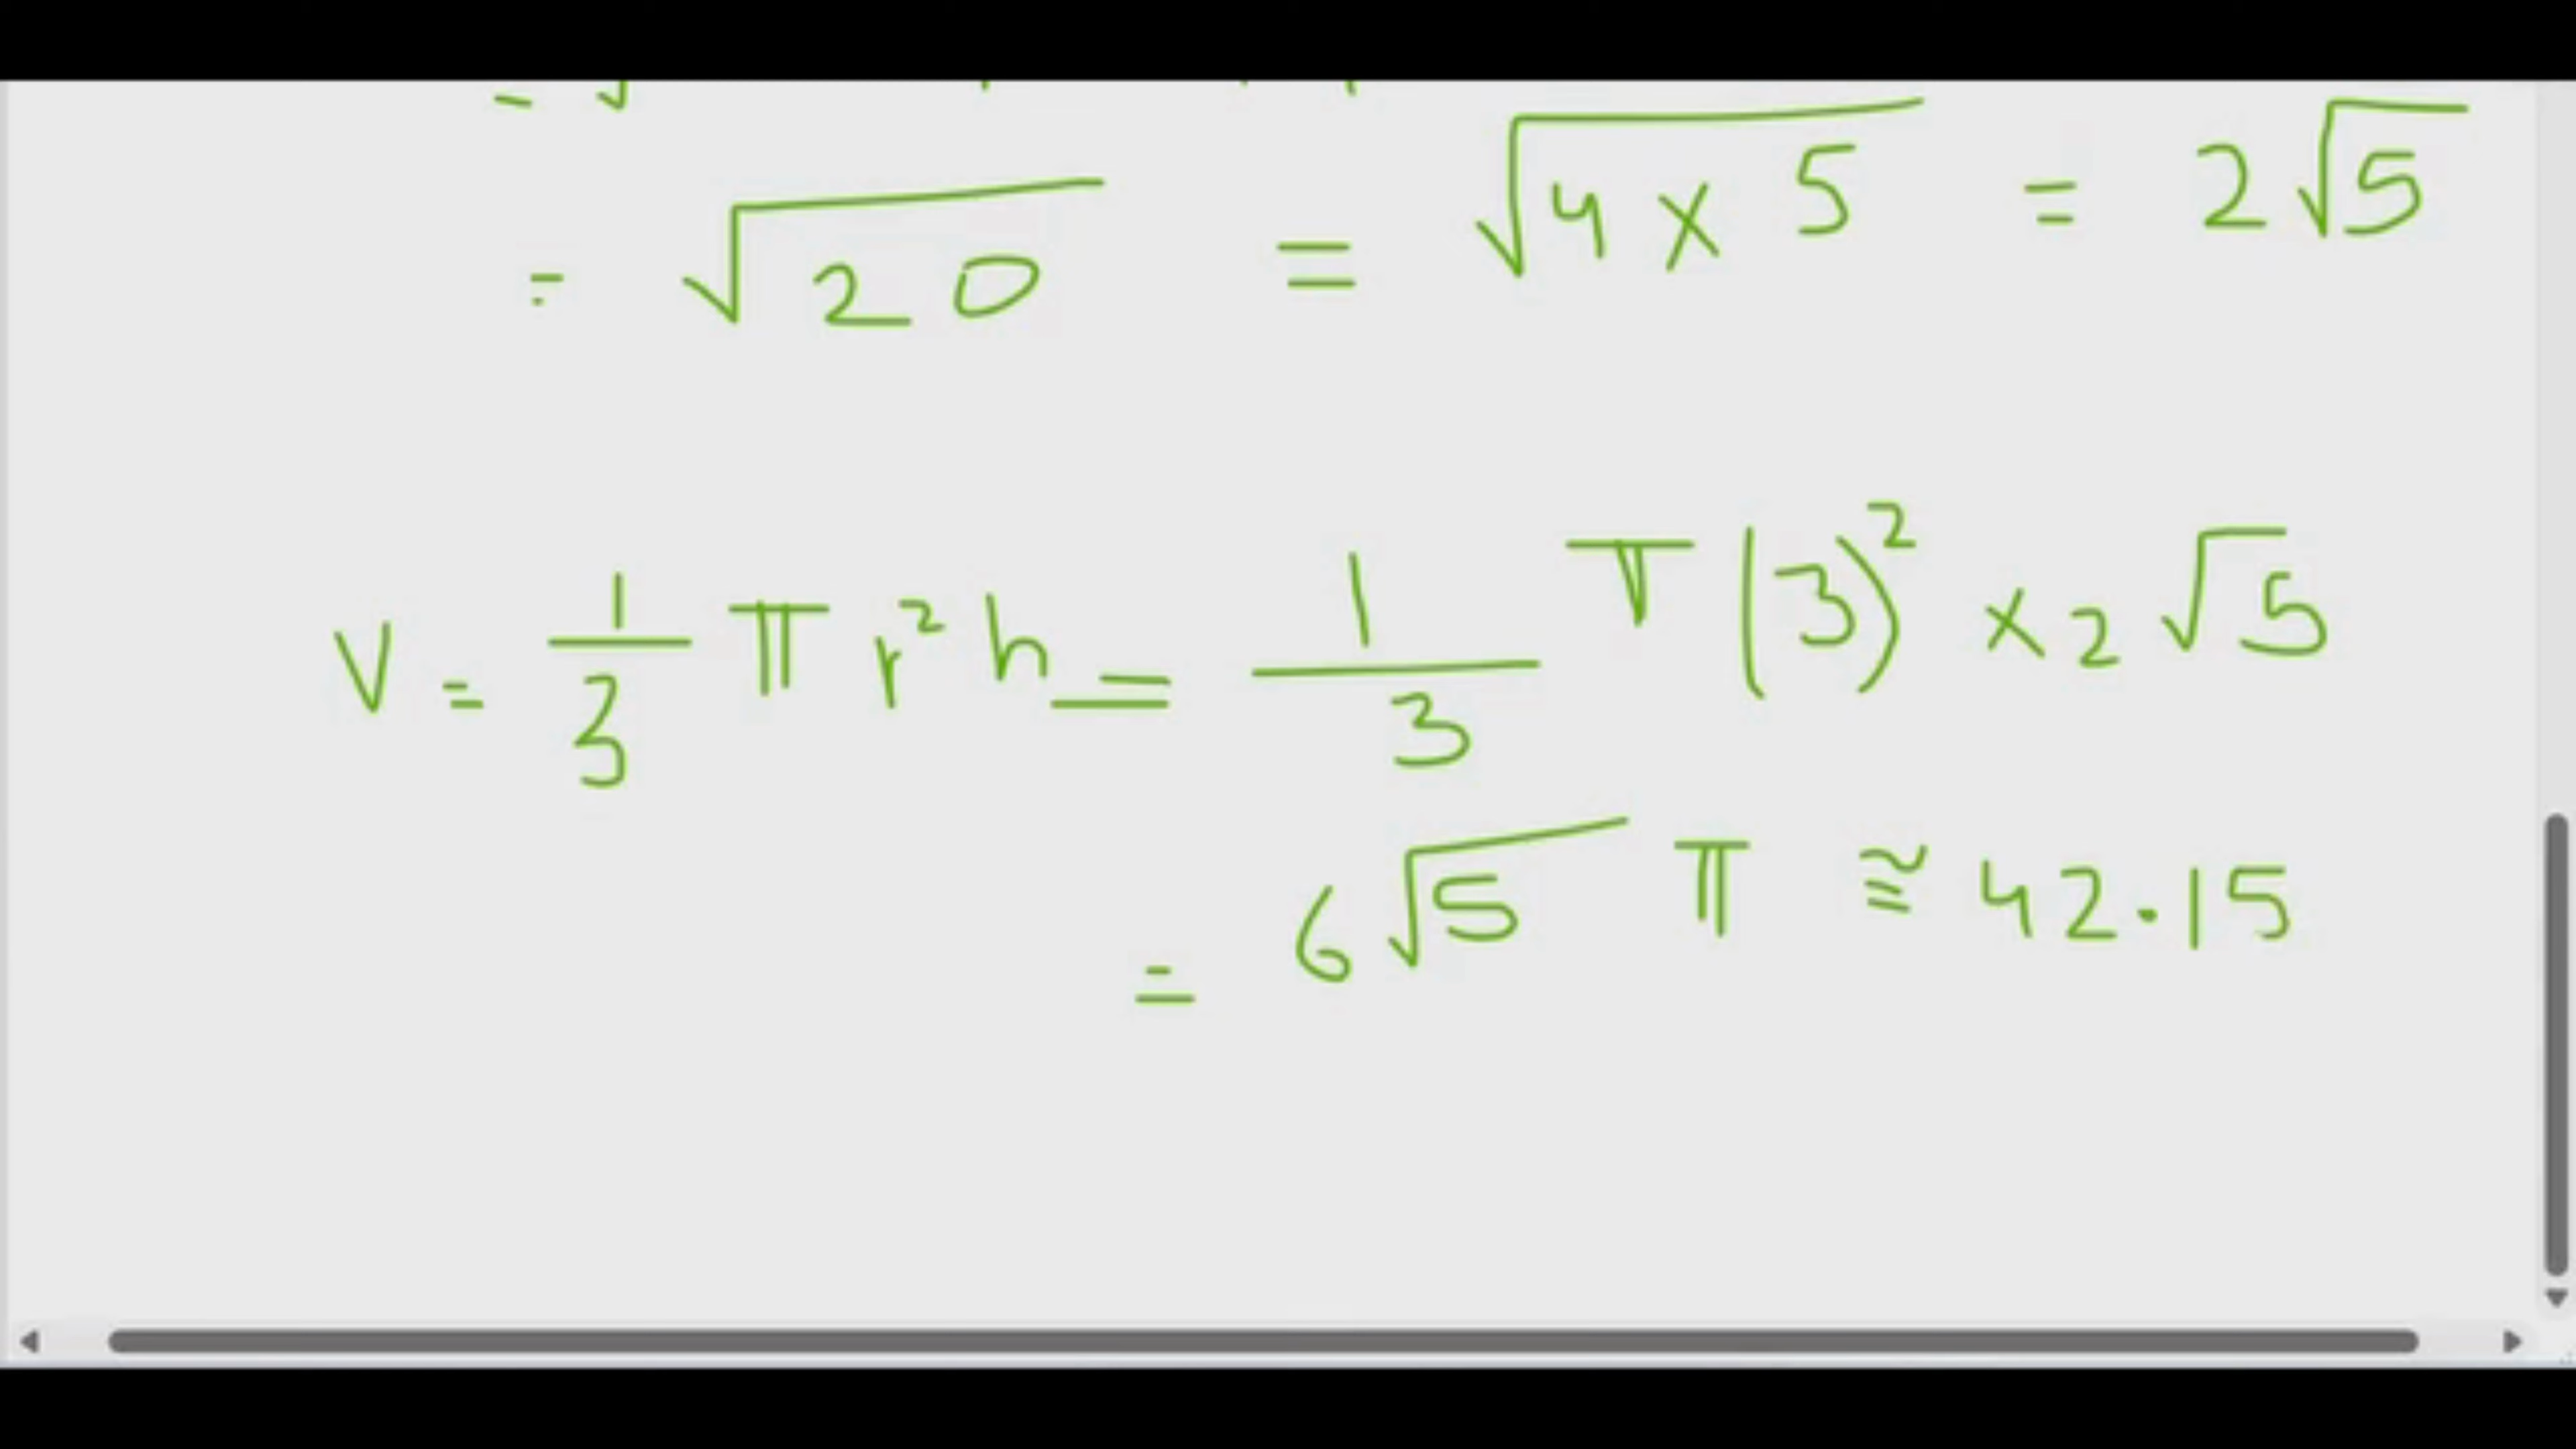 = √20 = √4 x 5 = 2√5
V = 1/3 π r² h = 1/3 π (3)² x 2 √5
= 6 √5 π ≅ 42.15